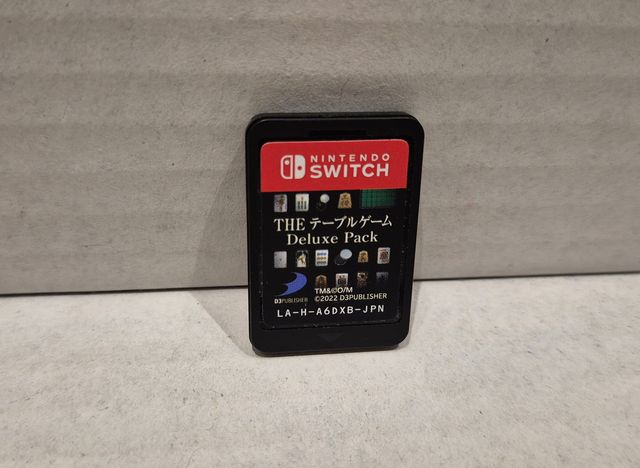 NINTENDO
SWITCH
THE テーブルゲーム
Deluxe Pack
TM&©O/M
D3PUBLISHER ©2022 D3PUBLISHER
LA-H-A6DXB-JPN